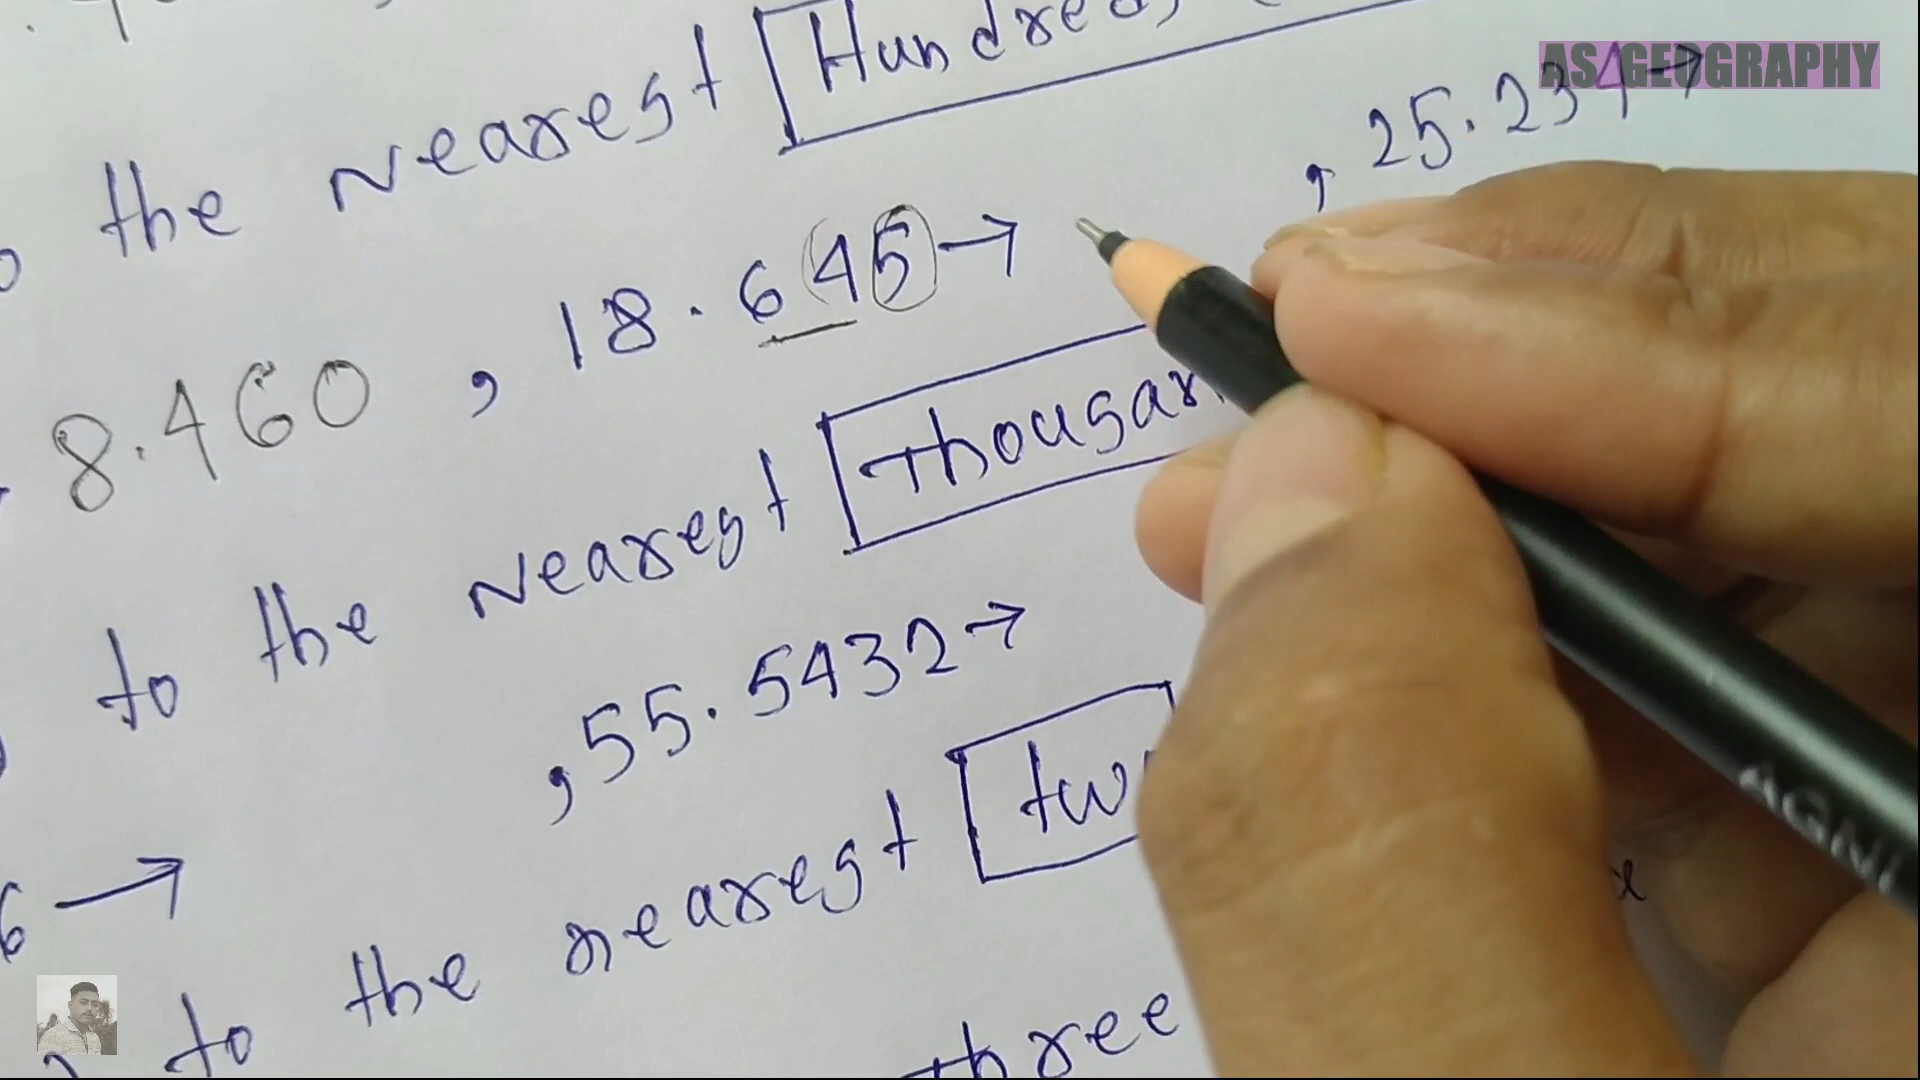 AS GEOGRAPHY
the Nearest Hundred
8.460 , 18.645→ , 25.234→
to the Nearest
, 55.5432→
6 →
to the nearest
three
AGNI